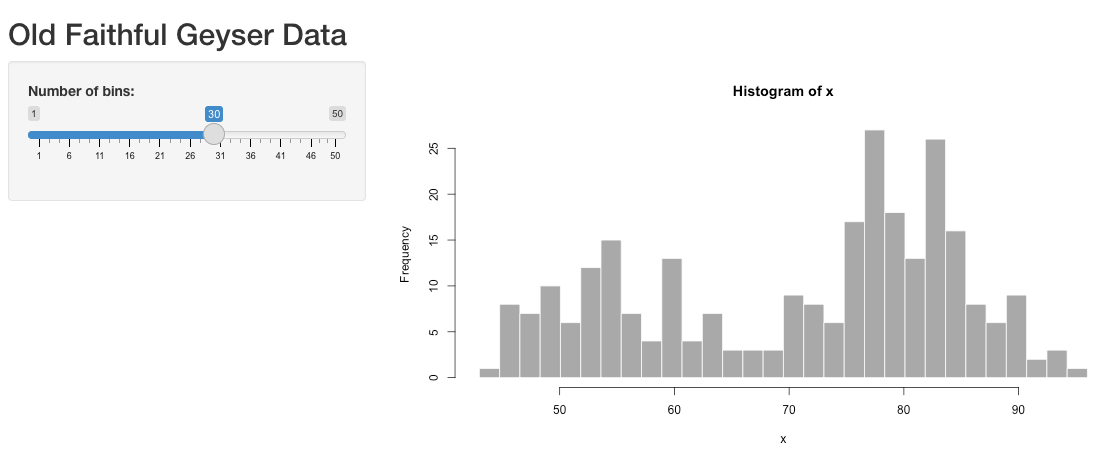 Old Faithful Geyser Data
Number of bins:
1 30 50
1 6 11 16 21 26 31 36 41 46 50
Histogram of x
Frequency
25
20
15
10
5
0
50 60 70 80 90
x